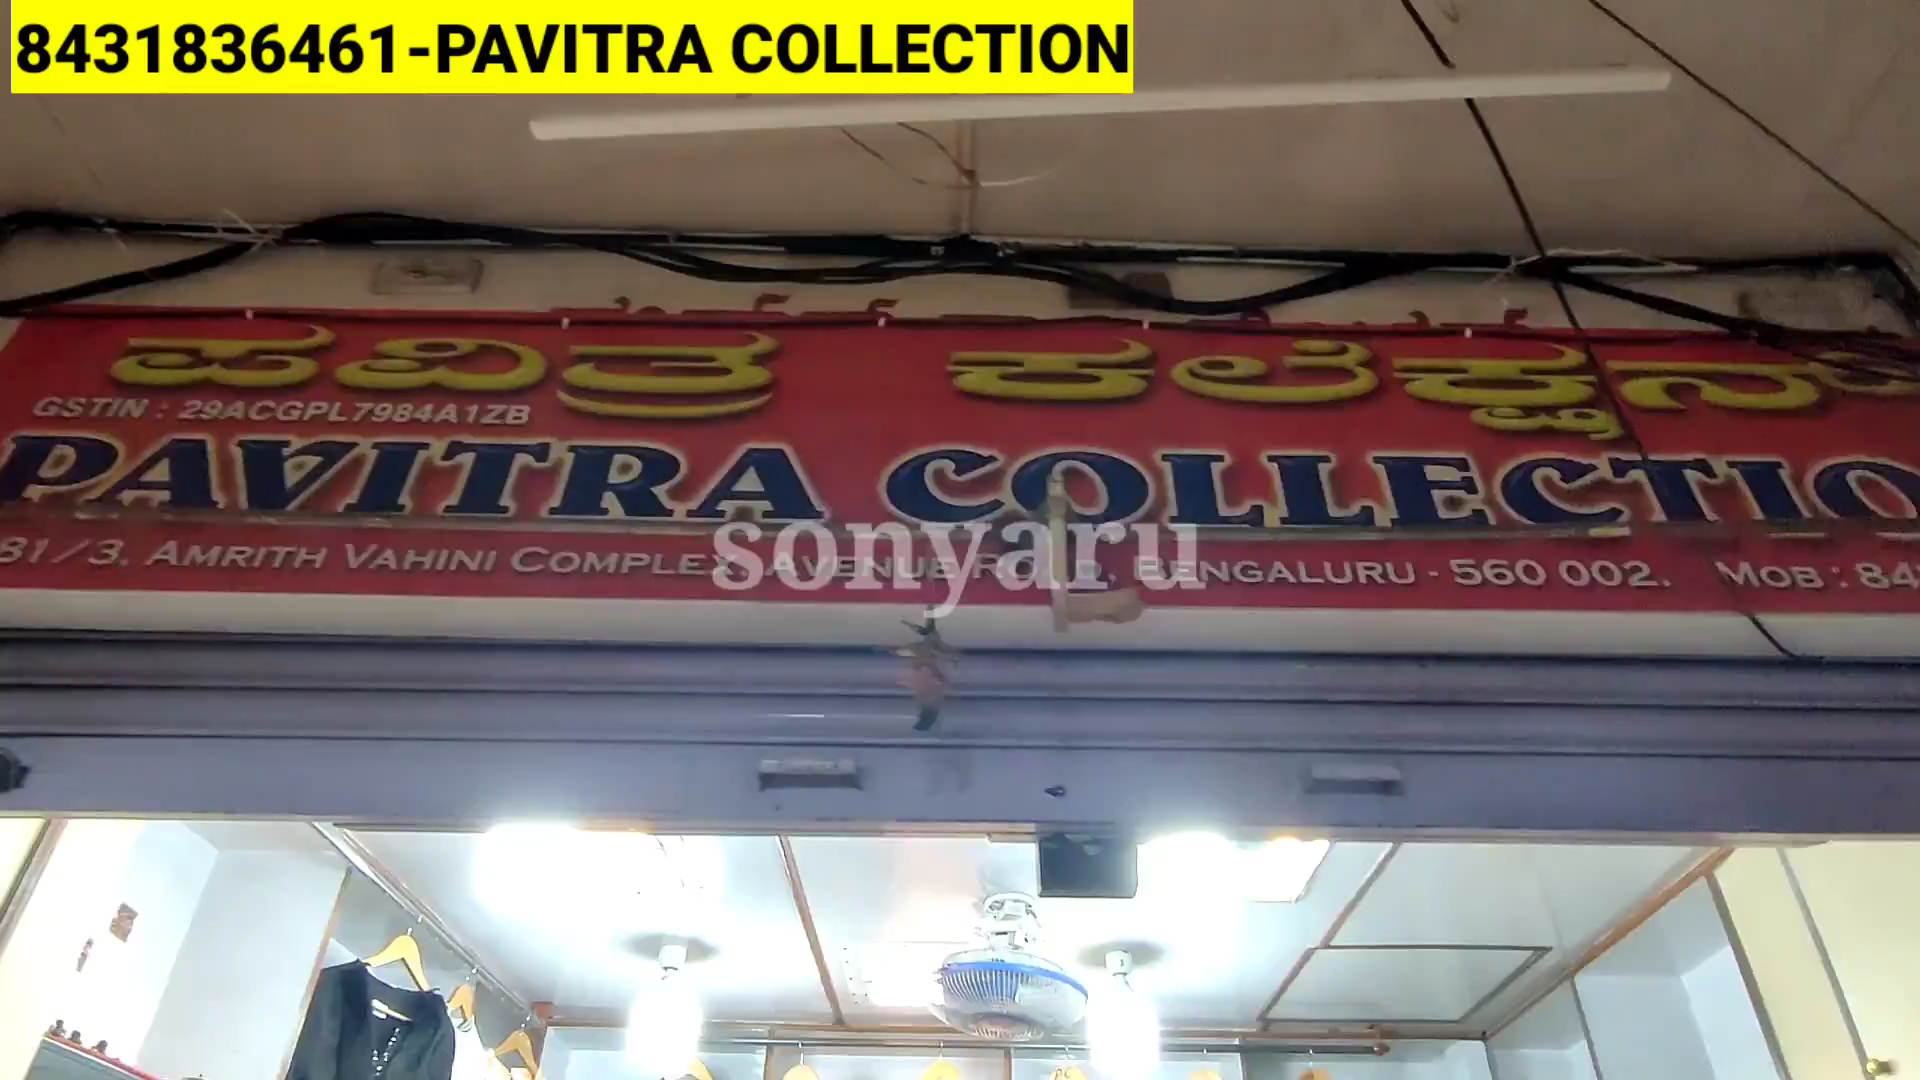 8431836461-PAVITRA COLLECTION
ಪವಿತ್ರ ಕಲೆಕ್ಷನ್
GSTIN : 29ACGPL7984A1ZB
PAVITRA COLLECTIO
81/3, AMRITH VAHINI COMPLEX, AVENUE ROAD, BENGALURU - 560 002. MOB : 84
sonyaru